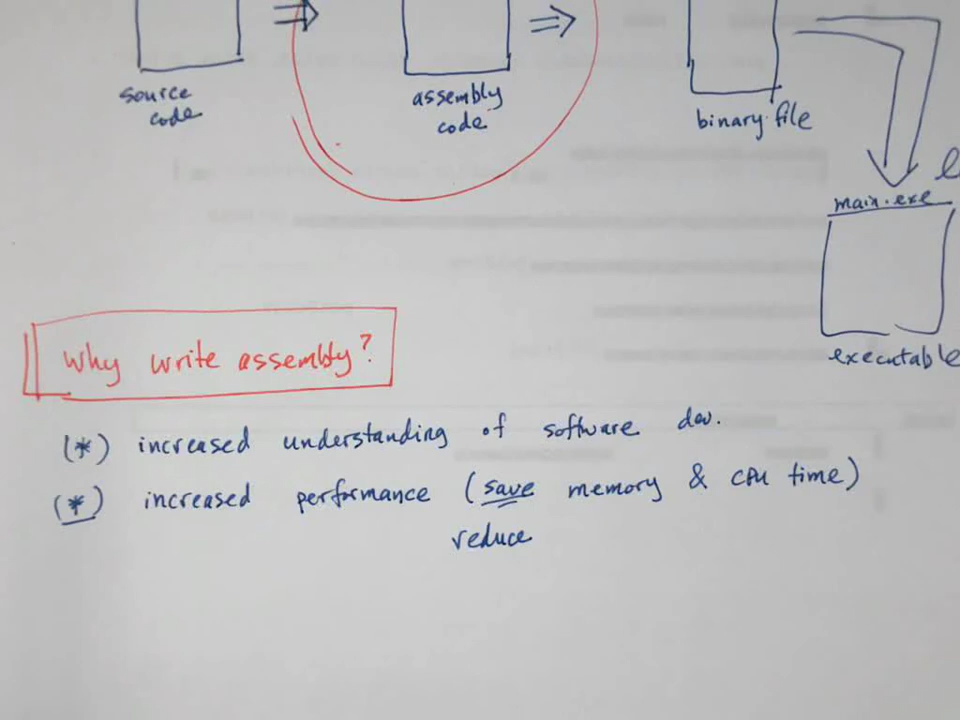 source
code
assembly
code
binary file
main.exe
executable
Why write assembly?
(*) increased understanding of software dev.
(*) increased performance (save memory & CPU time)
reduce